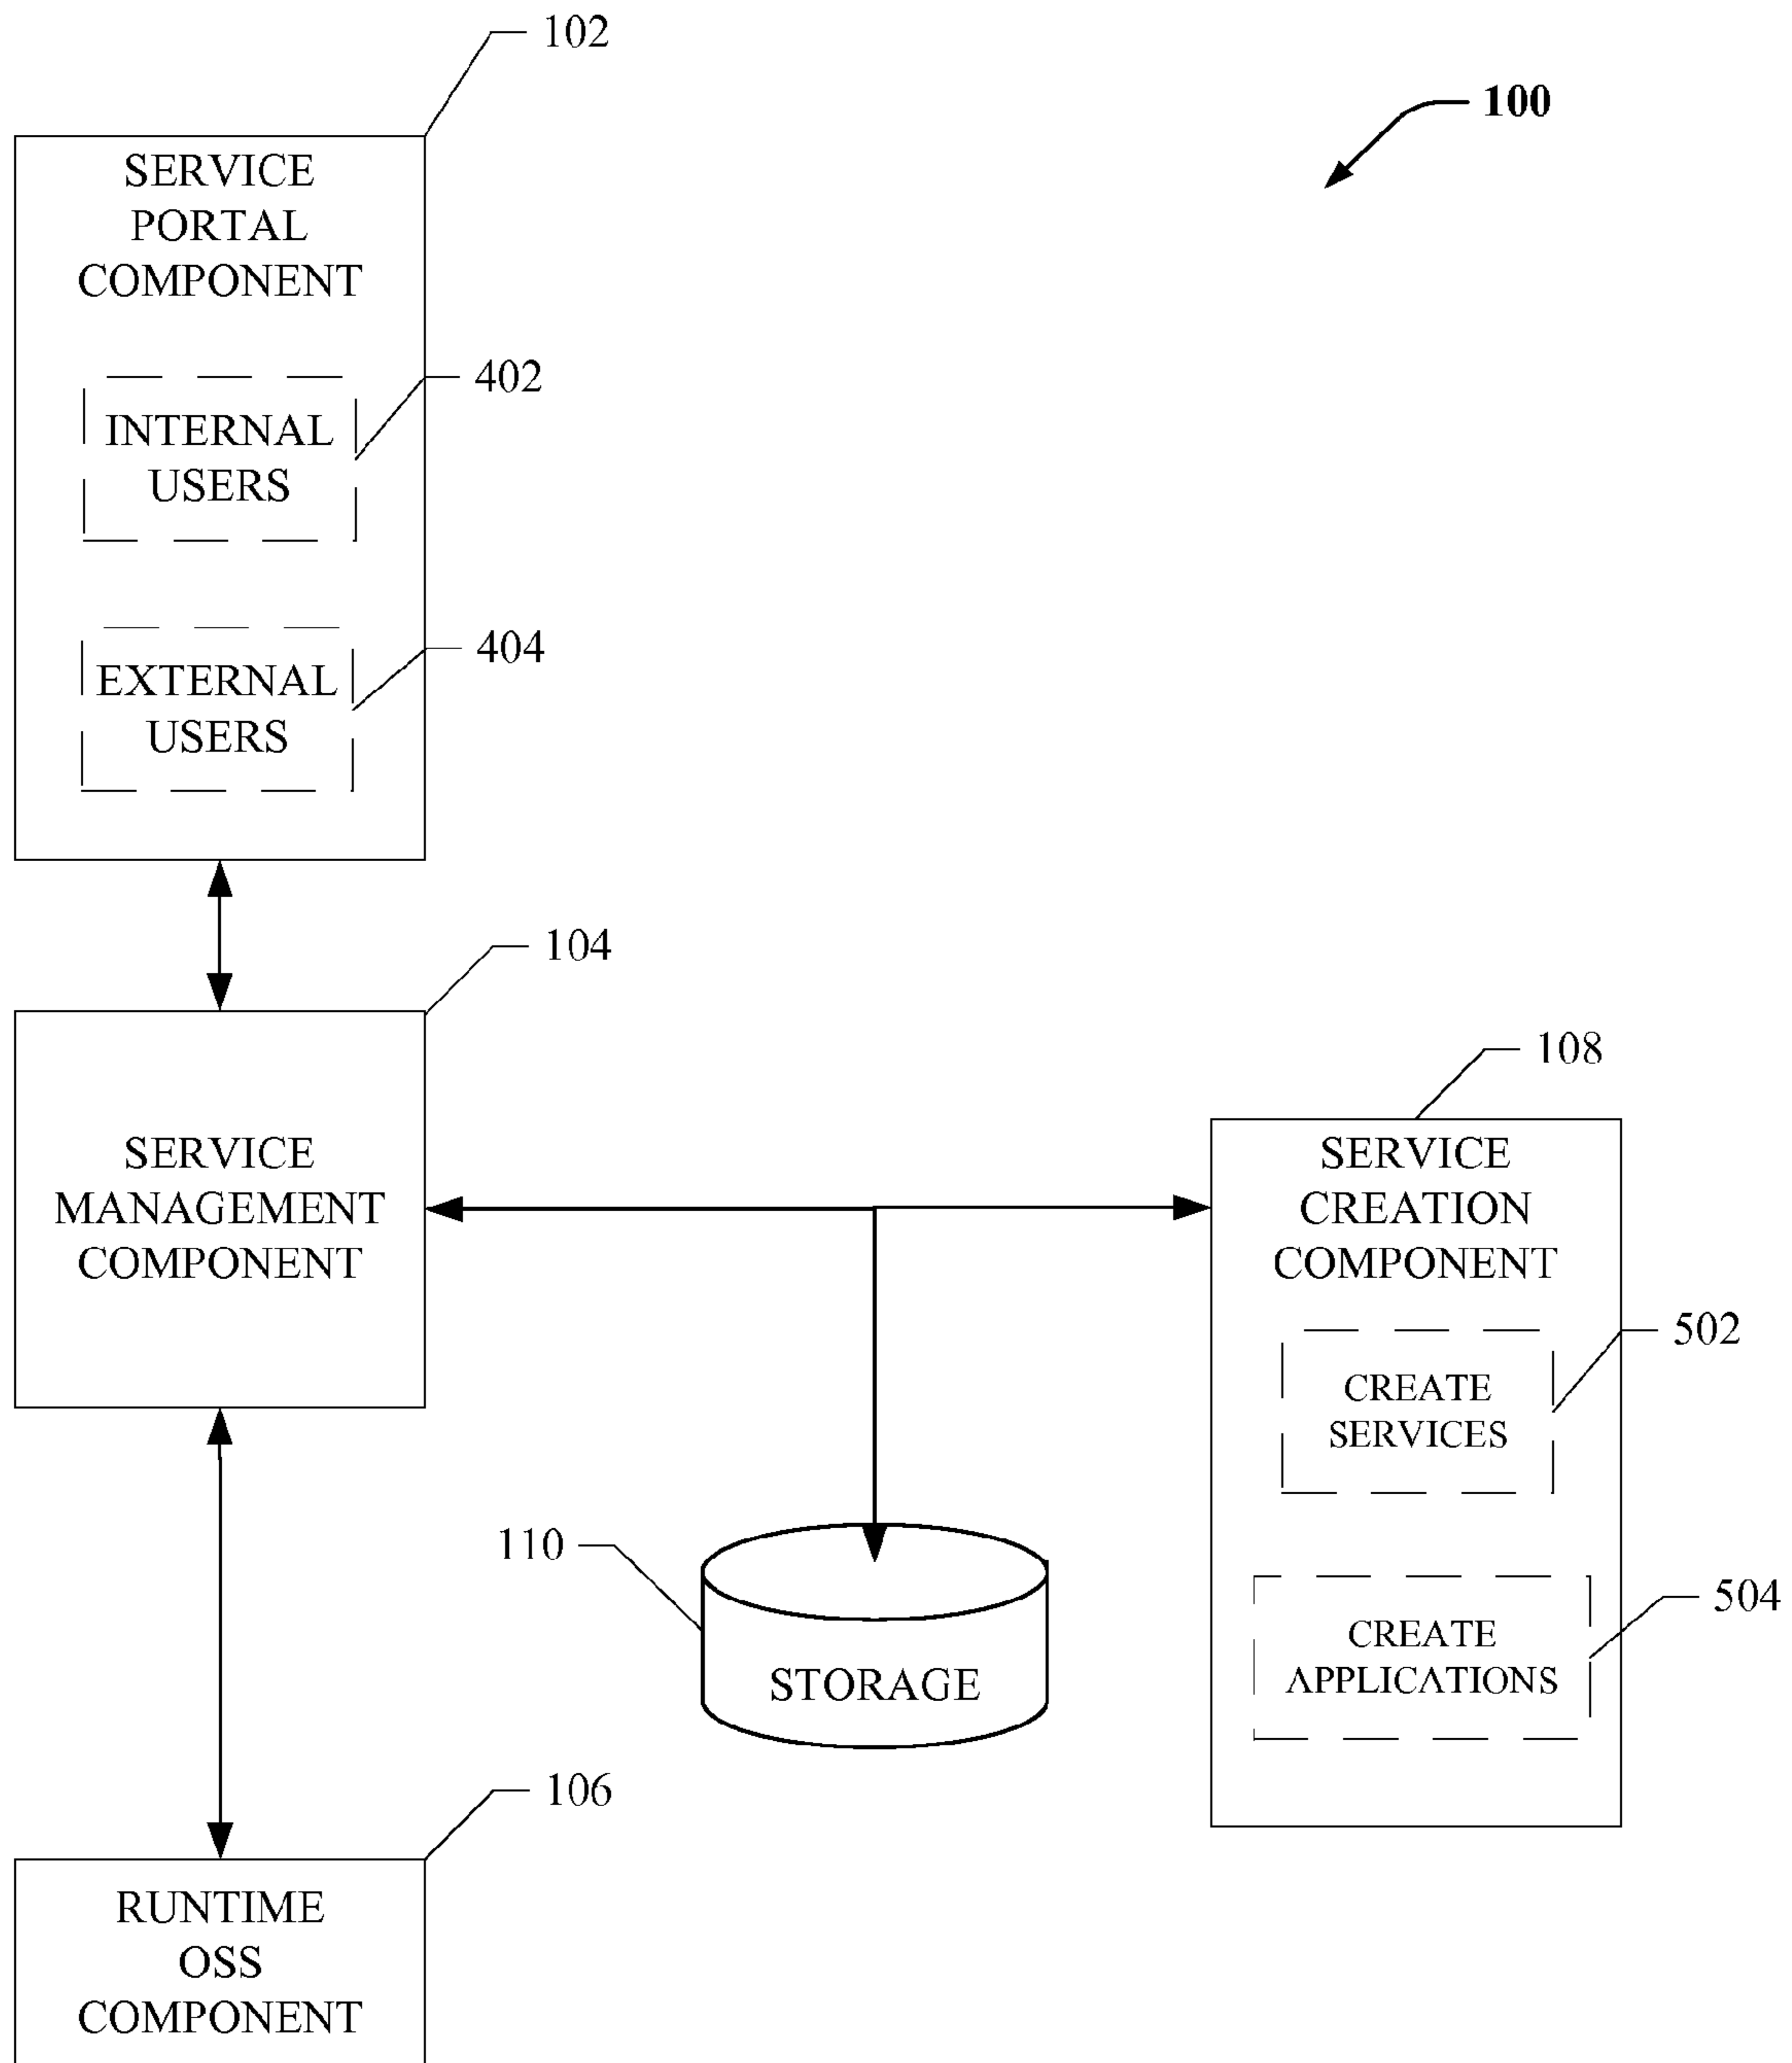 102
100
SERVICE
PORTAL
COMPONENT
402
INTERNAL
USERS
404
EXTERNAL
USERS
104
SERVICE
MANAGEMENT
COMPONENT
108
SERVICE
CREATION
COMPONENT
502
CREATE
SERVICES
504
CREATE
APPLICATIONS
110
STORAGE
106
RUNTIME
OSS
COMPONENT